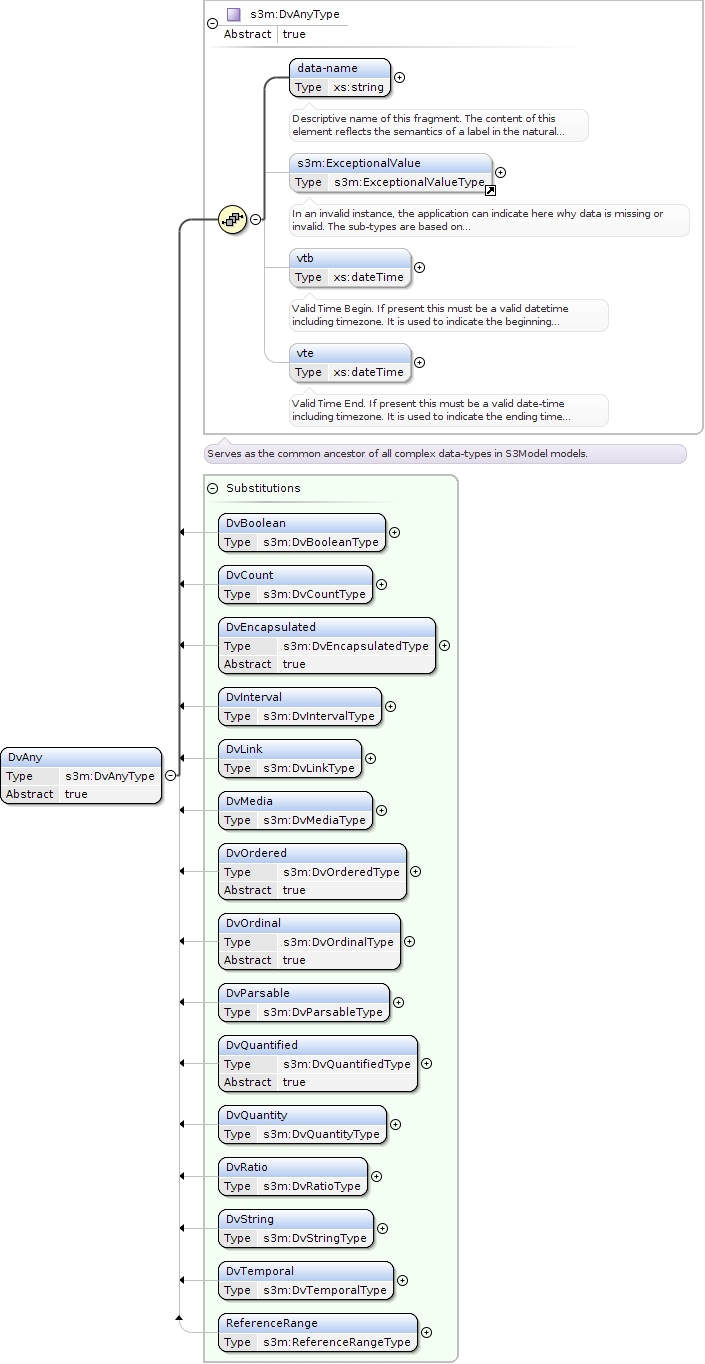 s3m:DvAnyType
Abstract true
data-name
Type xs:string
Descriptive name of this fragment. The content of this
element reflects the semantics of a label in the natural...
s3m:ExceptionalValue
Type s3m:ExceptionalValueType
In an invalid instance, the application can indicate here why data is missing or
invalid. The sub-types are based on...
vtb
Type xs:dateTime
Valid Time Begin. If present this must be a valid datetime
including timezone. It is used to indicate the beginning...
vte
Type xs:dateTime
Valid Time End. If present this must be a valid date-time
including timezone. It is used to indicate the ending time...
Serves as the common ancestor of all complex data-types in S3Model models.
Substitutions
DvBoolean
Type s3m:DvBooleanType
DvCount
Type s3m:DvCountType
DvEncapsulated
Type s3m:DvEncapsulatedType
Abstract true
DvInterval
Type s3m:DvIntervalType
DvLink
Type s3m:DvLinkType
DvAny
Type s3m:DvAnyType
Abstract true
DvMedia
Type s3m:DvMediaType
DvOrdered
Type s3m:DvOrderedType
Abstract true
DvOrdinal
Type s3m:DvOrdinalType
Abstract true
DvParsable
Type s3m:DvParsableType
DvQuantified
Type s3m:DvQuantifiedType
Abstract true
DvQuantity
Type s3m:DvQuantityType
DvRatio
Type s3m:DvRatioType
DvString
Type s3m:DvStringType
DvTemporal
Type s3m:DvTemporalType
ReferenceRange
Type s3m:ReferenceRangeType